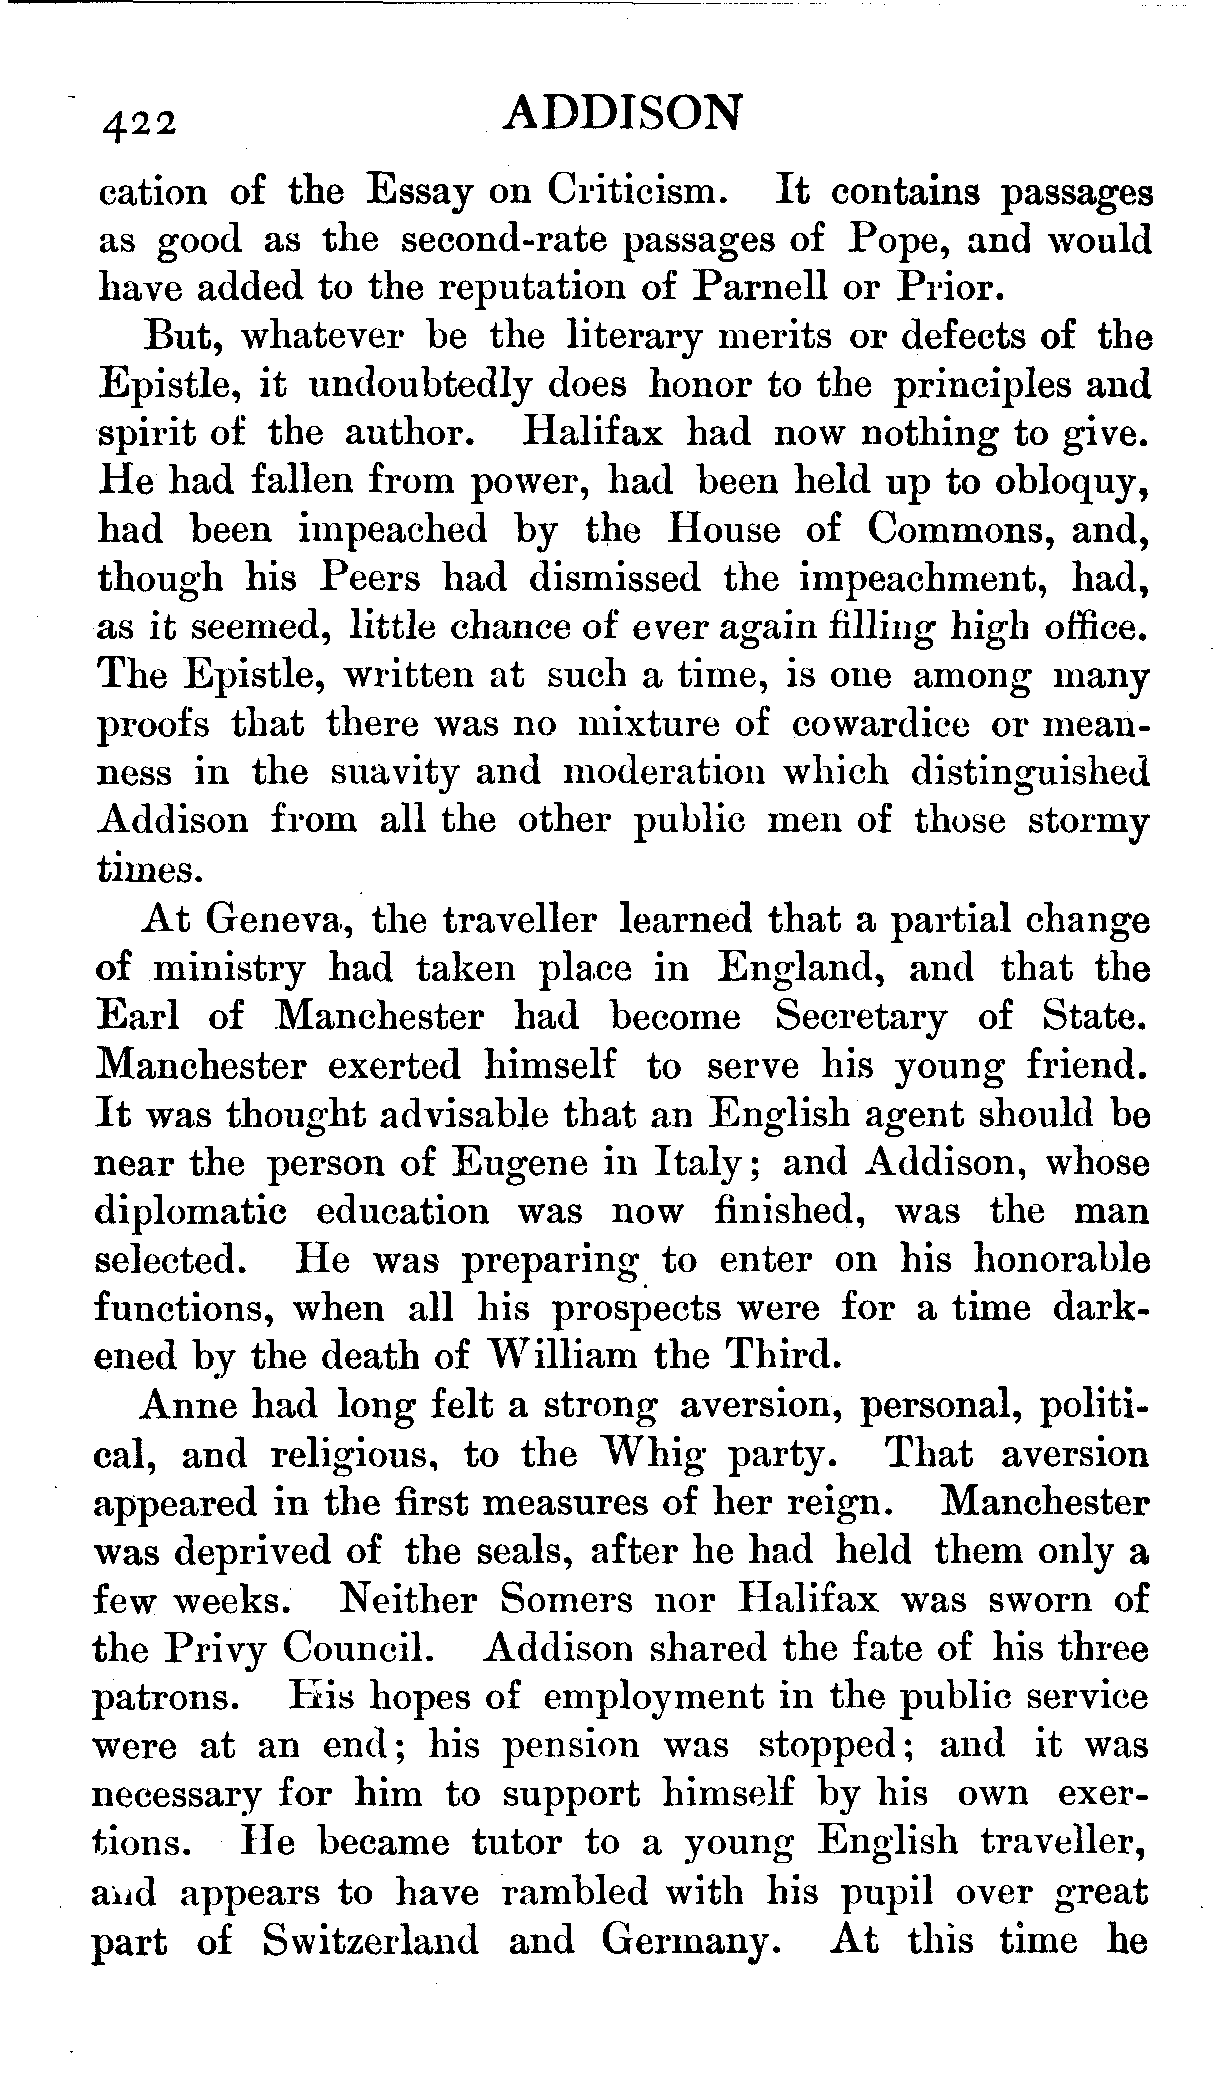 422 ADDISON
cation of the Essay on Criticism. It contains passages
as good as the second-rate passages of Pope, and would
have added to the reputation of Parnell or Prior.
But, whatever be the literary merits or defects of the
Epistle, it undoubtedly does honor to the principles and
spirit of the author. Halifax had now nothing to give.
He had fallen from power, had been held up to obloquy,
had been impeached by the House of Commons, and,
though his Peers had dismissed the impeachment, had,
as it seemed, little chance of ever again filling high office.
The Epistle, written at such a time, is one among many
proofs that there was no mixture of cowardice or mean-
ness in the suavity and moderation which distinguished
Addison from all the other public men of those stormy
times.
At Geneva, the traveller learned that a partial change
of ministry had taken place in England, and that the
Earl of Manchester had become Secretary of State.
Manchester exerted himself to serve his young friend.
It was thought advisable that an English agent should be
near the person of Eugene in Italy; and Addison, whose
diplomatic education was now finished, was the man
selected. He was preparing to enter on his honorable
functions, when all his prospects were for a time dark-
ened by the death of William the Third.
Anne had long felt a strong aversion, personal, politi-
cal, and religious, to the Whig party. That aversion
appeared in the first measures of her reign. Manchester
was deprived of the seals, after he had held them only a
few weeks. Neither Somers nor Halifax was sworn of
the Privy Council. Addison shared the fate of his three
patrons. His hopes of employment in the public service
were at an end; his pension was stopped; and it was
necessary for him to support himself by his own exer-
tions. He became tutor to a young English traveller,
and appears to have rambled with his pupil over great
part of Switzerland and Germany. At this time he